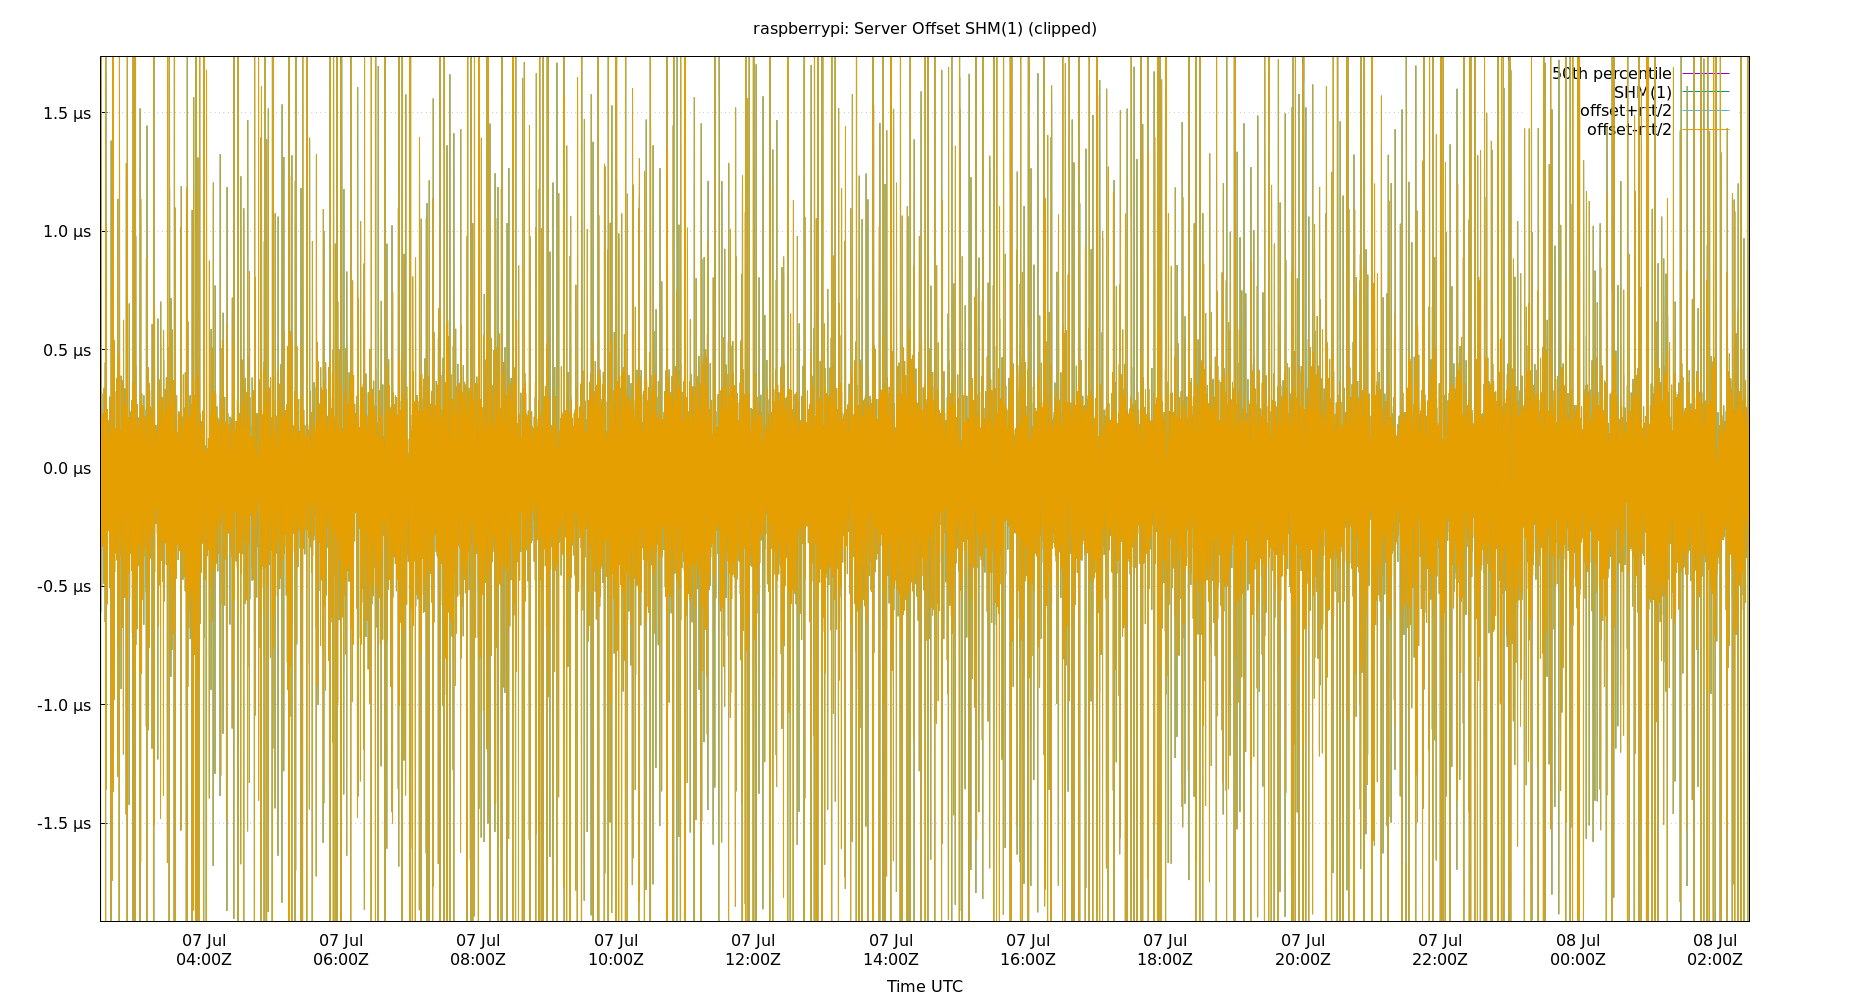 raspberrypi: Server Offset SHM(1) (clipped)
50th percentile
SHM(1)
offset+rtt/2
offset-rtt/2
1.5 µs
1.0 µs
0.5 µs
0.0 µs
-0.5 µs
-1.0 µs
-1.5 µs
07 Jul 07 Jul 07 Jul 07 Jul 07 Jul 07 Jul 07 Jul 07 Jul 07 Jul 07 Jul 08 Jul 08 Jul
04:00Z 06:00Z 08:00Z 10:00Z 12:00Z 14:00Z 16:00Z 18:00Z 20:00Z 22:00Z 00:00Z 02:00Z
Time UTC